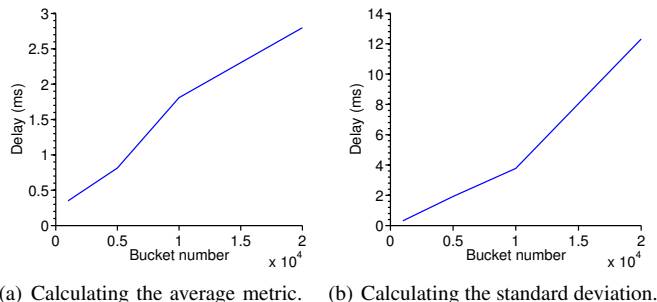 3
2.5
2
1.5
1
0.5
0
Delay (ms)
0 0.5 1 1.5 2
Bucket number
x 10^4
(a) Calculating the average metric.
14
12
10
8
6
4
2
0
Delay (ms)
0 0.5 1 1.5 2
Bucket number
x 10^4
(b) Calculating the standard deviation.